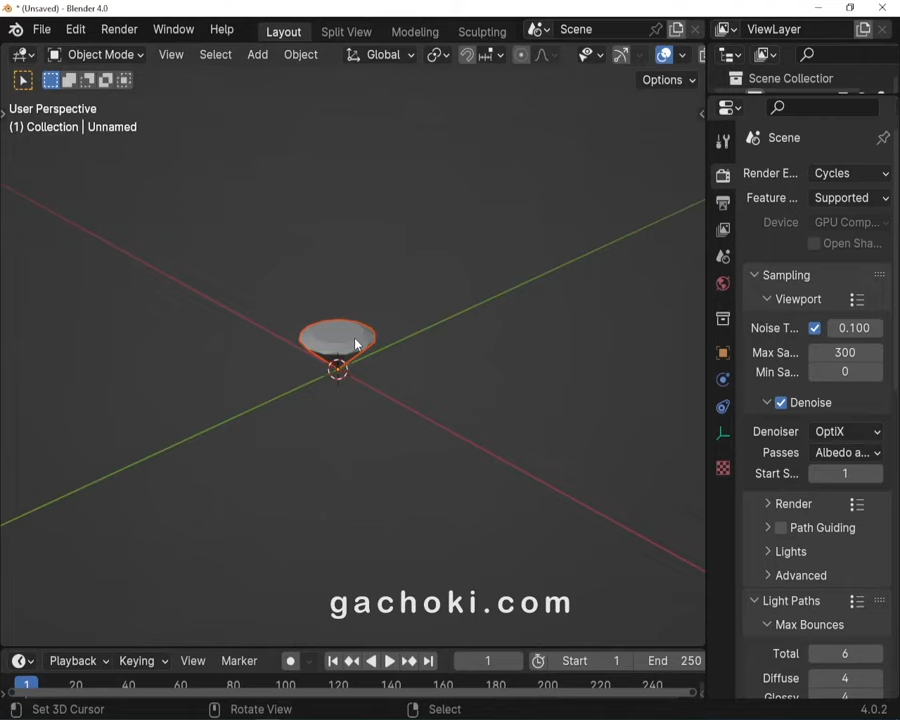 * (Unsaved) - Blender 4.0
File Edit Render Window Help Layout Split View Modeling Sculpting Scene ViewLayer
Object Mode View Select Add Object Global
Options
Scene Collection
User Perspective
(1) Collection | Unnamed
Scene
Render E... Cycles
Feature ... Supported
Device GPU Comp...
Open Sha...
Sampling
Viewport
Noise T... 0.100
Max Sa... 300
Min Sa... 0
Denoise
Denoiser OptiX
Passes Albedo a...
Start S... 1
Render
Path Guiding
Lights
Advanced
Light Paths
Max Bounces
Total 6
Diffuse 4
Glossy 4
gachoki.com
Playback Keying View Marker 1 Start 1 End 250
1 20 40 60 80 100 120 140 160 180 200 220 240
Set 3D Cursor Rotate View Select 4.0.2